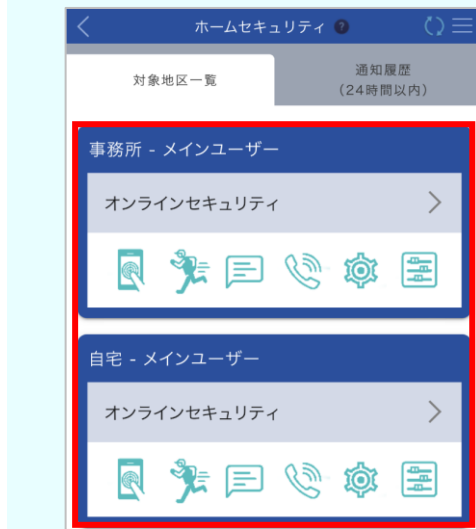 ホームセキュリティ ?
対象地区一覧
通知履歴
(24時間以内)
事務所 - メインユーザー
オンラインセキュリティ
自宅 - メインユーザー
オンラインセキュリティ